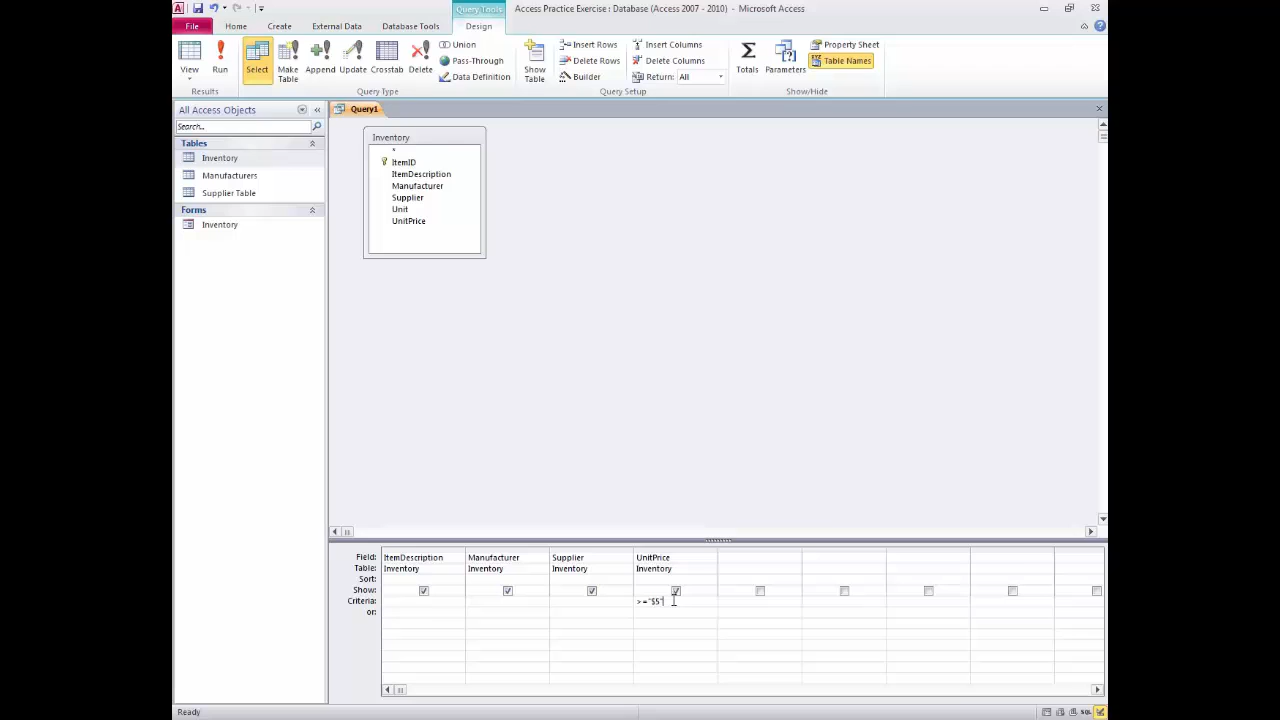 Query Tools
Access Practice Exercise : Database (Access 2007 - 2010) - Microsoft Access
File Home Create External Data Database Tools Design
View
Run
Select
Make Table
Append
Update
Crosstab
Delete
Union
Pass-Through
Data Definition
Show Table
Insert Rows
Delete Rows
Builder
Insert Columns
Delete Columns
Return: All
Totals
Parameters
Property Sheet
Table Names
Results Query Type Query Setup Show/Hide
All Access Objects
Search...
Tables
Inventory
Manufacturers
Supplier Table
Forms
Inventory
Query1
Inventory
*
ItemID
ItemDescription
Manufacturer
Supplier
Unit
UnitPrice
Field: ItemDescription Manufacturer Supplier UnitPrice
Table: Inventory Inventory Inventory Inventory
Sort:
Show:
Criteria: >="$5"
or:
Ready
SQL